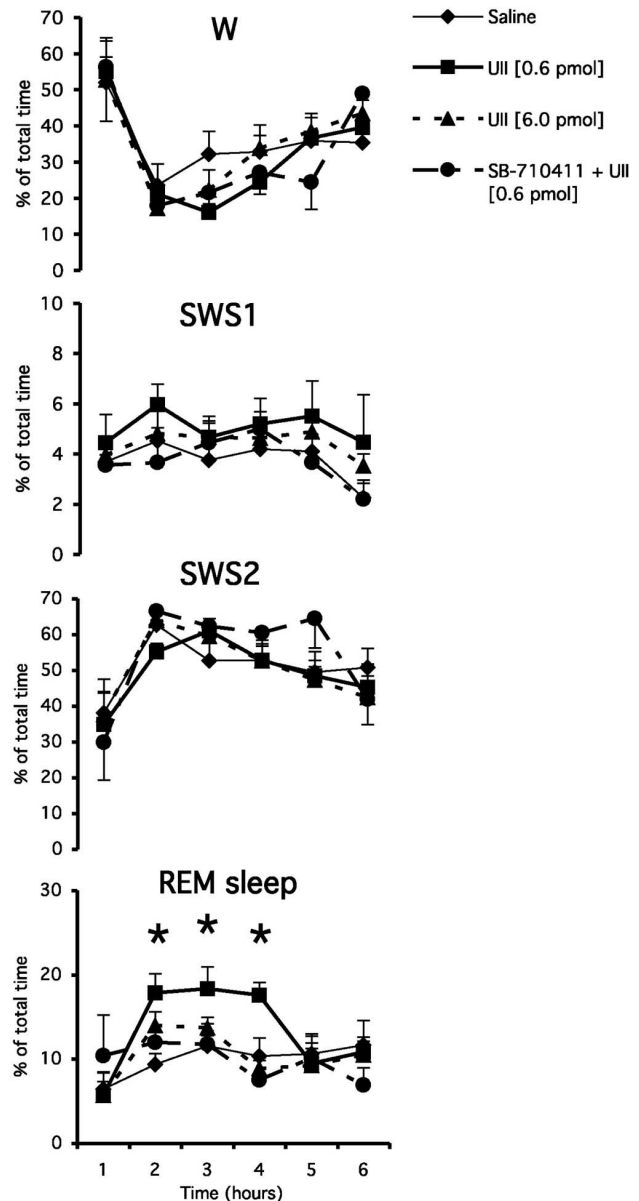 W
Saline
UII [0.6 pmol]
UII [6.0 pmol]
SB-710411 + UII
[0.6 pmol]
% of total time
70
60
50
40
30
20
10
0
SWS1
% of total time
10
8
6
4
2
0
SWS2
% of total time
70
60
50
40
30
20
10
0
REM sleep
* * *
% of total time
30
20
10
0
1 2 3 4 5 6
Time (hours)